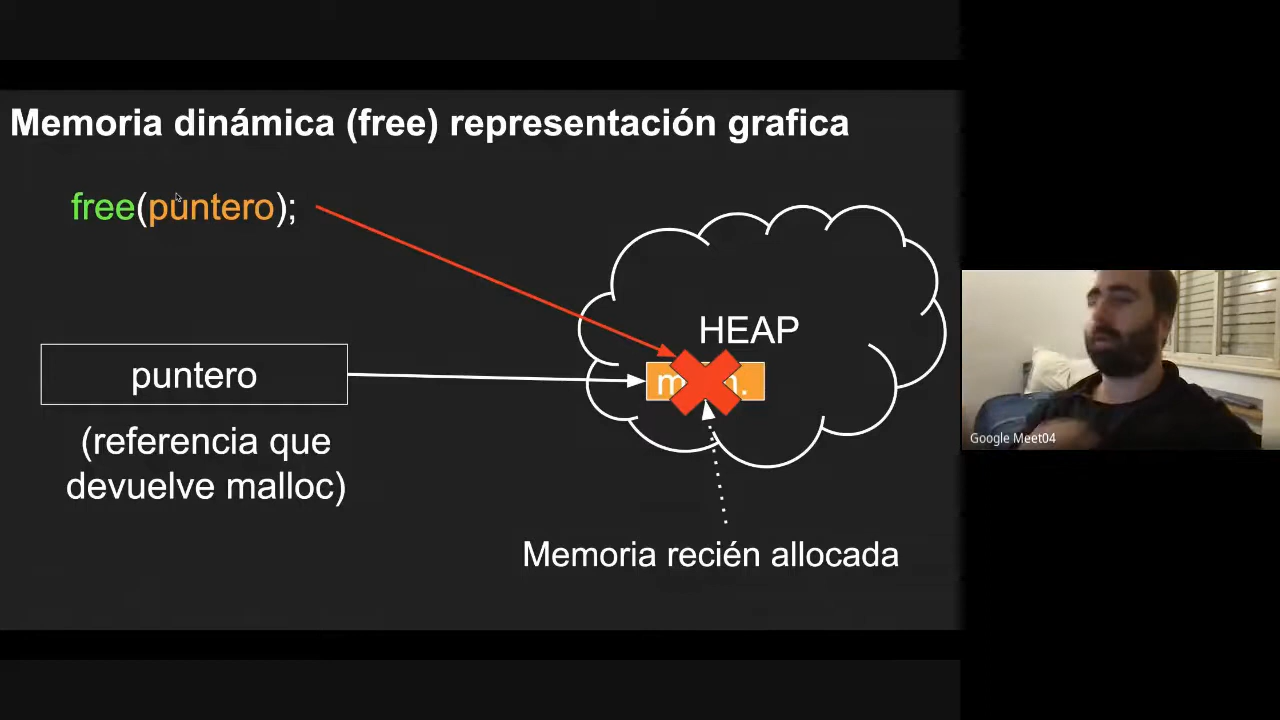 Memoria dinámica (free) representación grafica
free(puntero);
HEAP
puntero
(referencia que
devuelve malloc)
Memoria recién allocada
Google Meet04